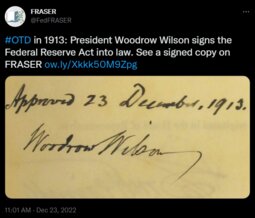 FRASER
@FedFRASER
#OTD in 1913: President Woodrow Wilson signs the
Federal Reserve Act into law. See a signed copy on
FRASER ow.ly/Xkkk50M9Zpg
Approved 23 December, 1913.
Woodrow Wilson
11:01 AM · Dec 23, 2022